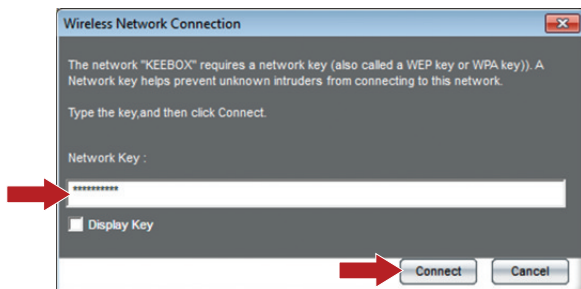 Wireless Network Connection
The network "KEEBOX" requires a network key (also called a WEP key or WPA key)). A
Network key helps prevent unknown intruders from connecting to this network.
Type the key,and then click Connect.
Network Key :
**********
Display Key
Connect Cancel